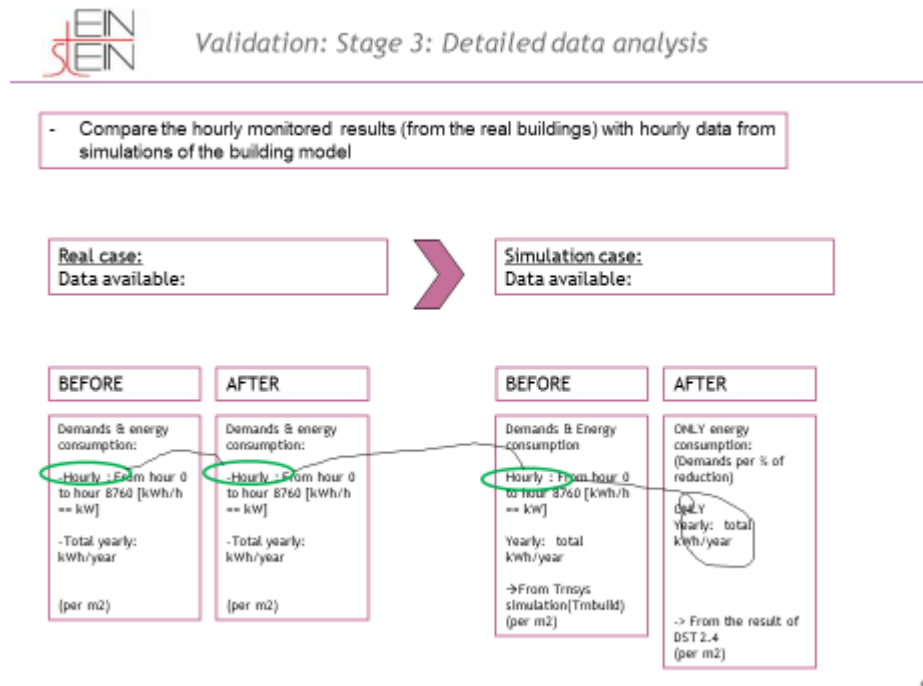 EIN
STEIN
Validation: Stage 3: Detailed data analysis
- Compare the hourly monitored results (from the real buildings) with hourly data from
simulations of the building model
Real case:
Data available:
Simulation case:
Data available:
BEFORE
AFTER
BEFORE
AFTER
Demands & energy
consumption:
-Hourly : From hour 0
to hour 8760 [kWh/h
== kW]
-Total yearly:
kWh/year
(per m2)
Demands & energy
consumption:
-Hourly : From hour 0
to hour 8760 [kWh/h
== kW]
-Total yearly:
kWh/year
(per m2)
Demands & Energy
consumption
Hourly : From hour 0
to hour 8760 [kWh/h
== kW]
Yearly: total
kWh/year
→From Trnsys
simulation(Trnbuild)
(per m2)
ONLY energy
consumption:
(Demands per % of
reduction)
ONLY
Yearly: total
kWh/year
-> From the result of
DST 2.4
(per m2)